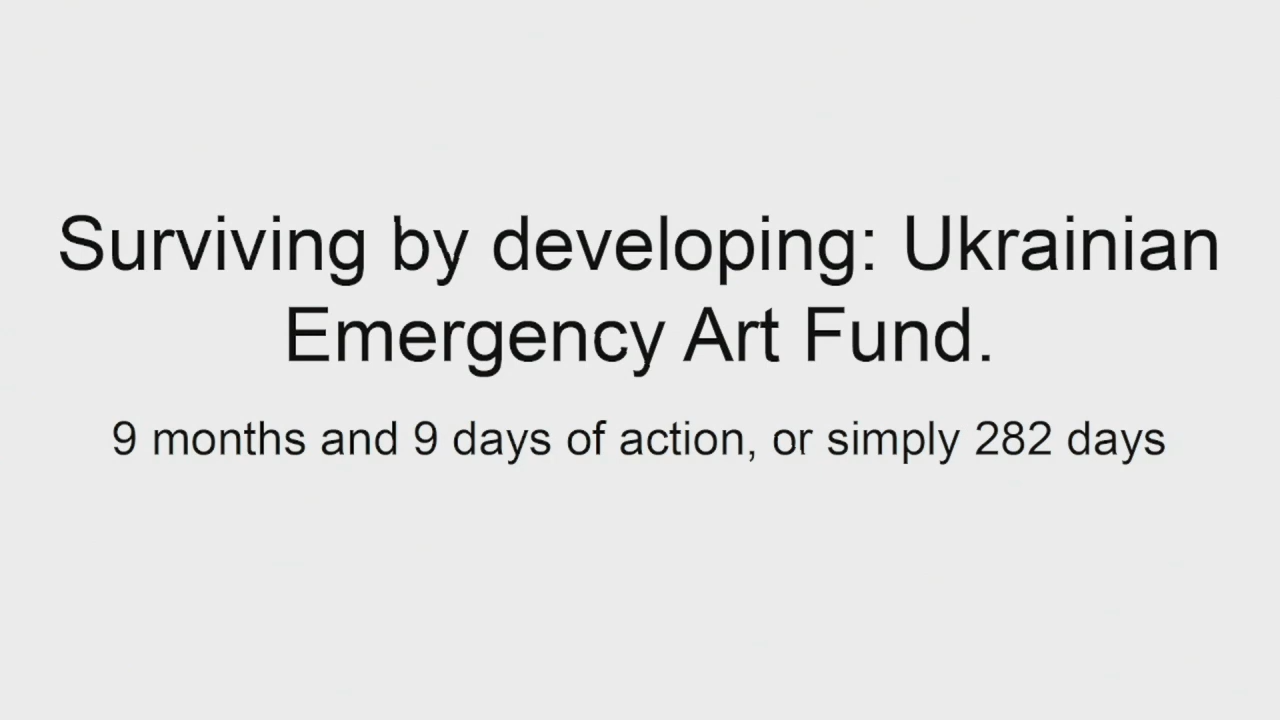 Surviving by developing: Ukrainian
Emergency Art Fund.
9 months and 9 days of action, or simply 282 days